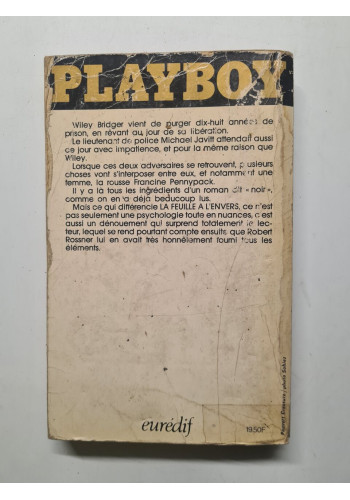 PLAYBOY
Wiley Bridger vient de purger dix-huit années de
prison, en rêvant au jour de sa libération.
Le lieutenant de police Michael Javitt attendait aussi
ce jour avec impatience, et pour la même raison que
Wiley.
Lorsque ces deux adversaires se retrouvent, plusieurs
choses vont s'interposer entre eux, et notamment une
femme, la rousse Francine Pennypack.
Il y a là tous les ingrédients d'un roman dit « noir »,
comme on en a déjà beaucoup lus.
Mais ce qui différencie LA FEUILLE A L'ENVERS, ce n'est
pas seulement une psychologie toute en nuances, c'est
aussi un dénouement qui surprend totalement le lec-
teur, lequel se rend pourtant compte ensuite que Robert
Rossner lui en avait très honnêtement fourni tous les
éléments.
eurédif
19,50F